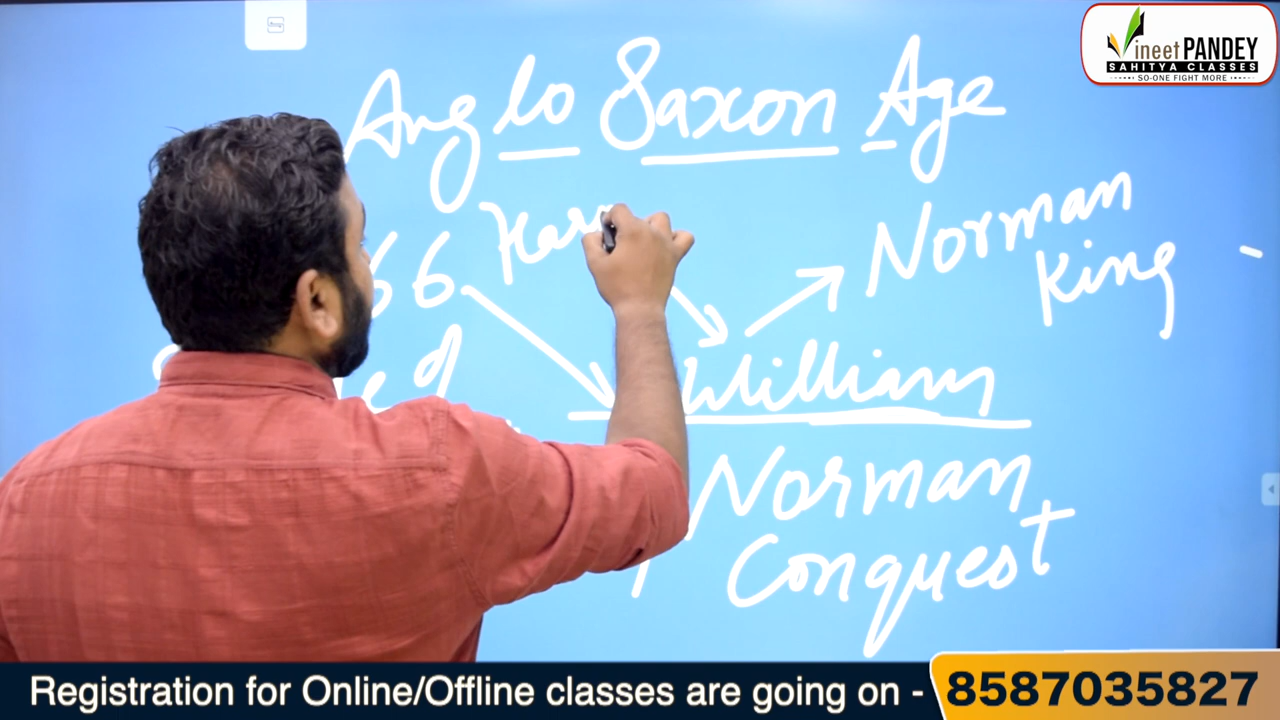 Vineet PANDEY
SAHITYA CLASSES
SO-ONE FIGHT MORE
Anglo Saxon Age
66
Norman
King
William
Norman
Conquest
Registration for Online/Offline classes are going on - 8587035827